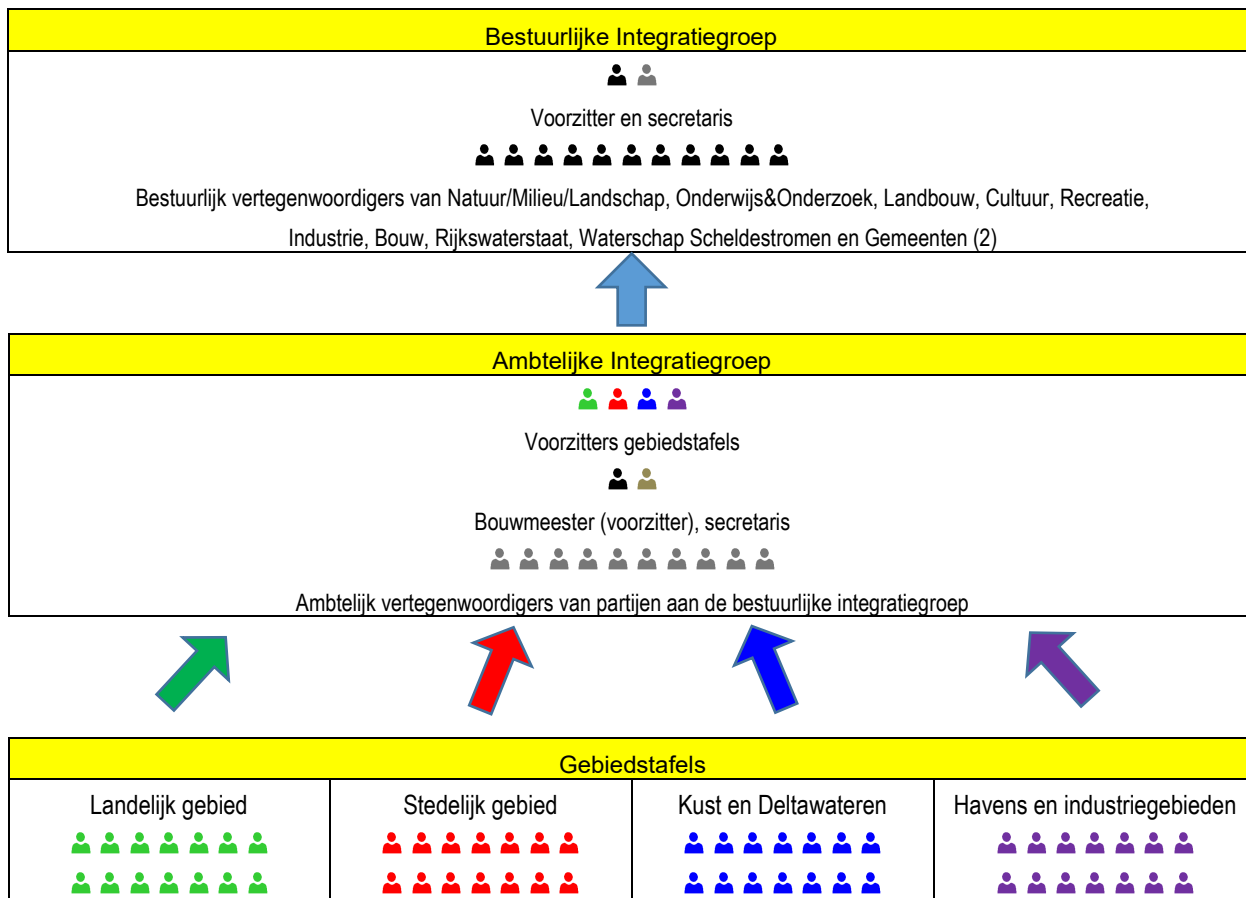 Bestuurlijke Integratiegroep
Voorzitter en secretaris
Bestuurlijk vertegenwoordigers van Natuur/Milieu/Landschap, Onderwijs&Onderzoek, Landbouw, Cultuur, Recreatie,
Industrie, Bouw, Rijkswaterstaat, Waterschap Scheldestromen en Gemeenten (2)
Ambtelijke Integratiegroep
Voorzitters gebiedstafels
Bouwmeester (voorzitter), secretaris
Ambtelijk vertegenwoordigers van partijen aan de bestuurlijke integratiegroep
Gebiedstafels
Landelijk gebied
Stedelijk gebied
Kust en Deltawateren
Havens en industriegebieden